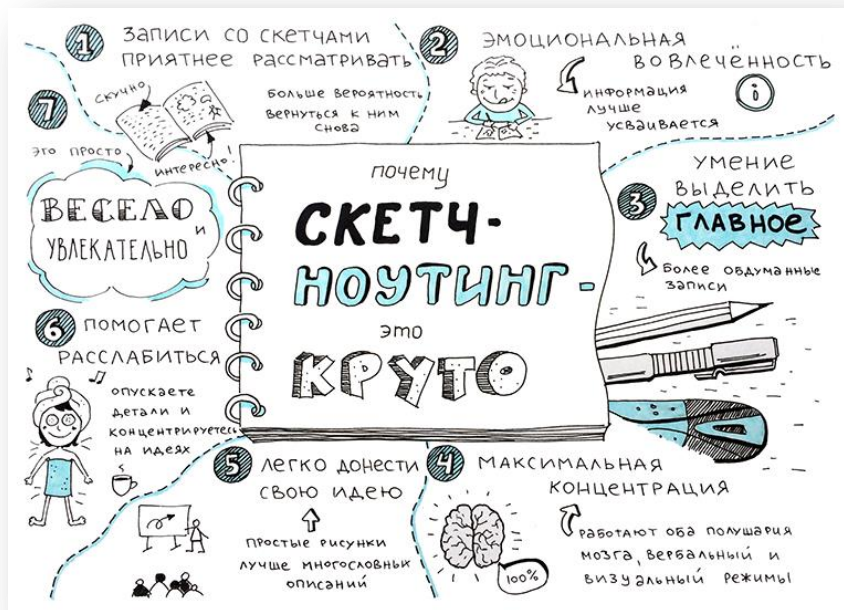 почему
СКЕТЧ-
НОУТИНГ-
это
КРУТО
1
ЗАПИСИ СО СКЕТЧАМИ
ПРИЯТНЕЕ РАССМАТРИВАТЬ
СКУЧНО
ИНТЕРЕСНО!
БОЛЬШЕ ВЕРОЯТНОСТЬ
ВЕРНУТЬСЯ К НИМ
СНОВА
2
ЭМОЦИОНАЛЬНАЯ
ВОВЛЕЧЁННОСТЬ
ИНФОРМАЦИЯ
ЛУЧШЕ
УСВАИВАЕТСЯ
i
3
УМЕНИЕ
ВЫДЕЛИТЬ
ГЛАВНОЕ
БОЛЕЕ ОБДУМАННЫЕ
ЗАПИСИ
4
МАКСИМАЛЬНАЯ
КОНЦЕНТРАЦИЯ
РАБОТАЮТ ОБА ПОЛУШАРИЯ
МОЗГА, ВЕРБАЛЬНЫЙ И
ВИЗУАЛЬНЫЙ РЕЖИМЫ
100%
5
ЛЕГКО ДОНЕСТИ
СВОЮ ИДЕЮ
ПРОСТЫЕ РИСУНКИ
ЛУЧШЕ МНОГОСЛОВНЫХ
ОПИСАНИЙ
6
ПОМОГАЕТ
РАССЛАБИТЬСЯ
ОПУСКАЕТЕ
ДЕТАЛИ И
КОНЦЕНТРИРУЕТЕСЬ
НА ИДЕЯХ
7
ЭТО ПРОСТО
ВЕСЕЛО
И
УВЛЕКАТЕЛЬНО